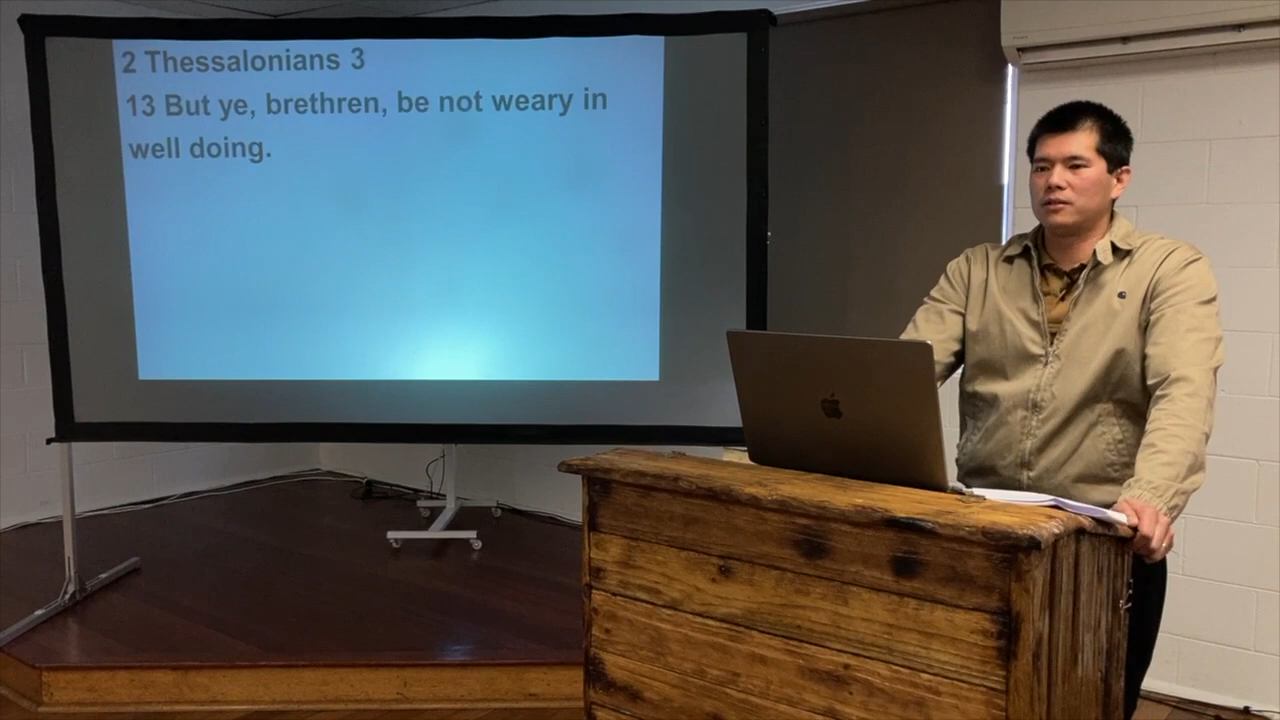 2 Thessalonians 3
13 But ye, brethren, be not weary in
well doing.